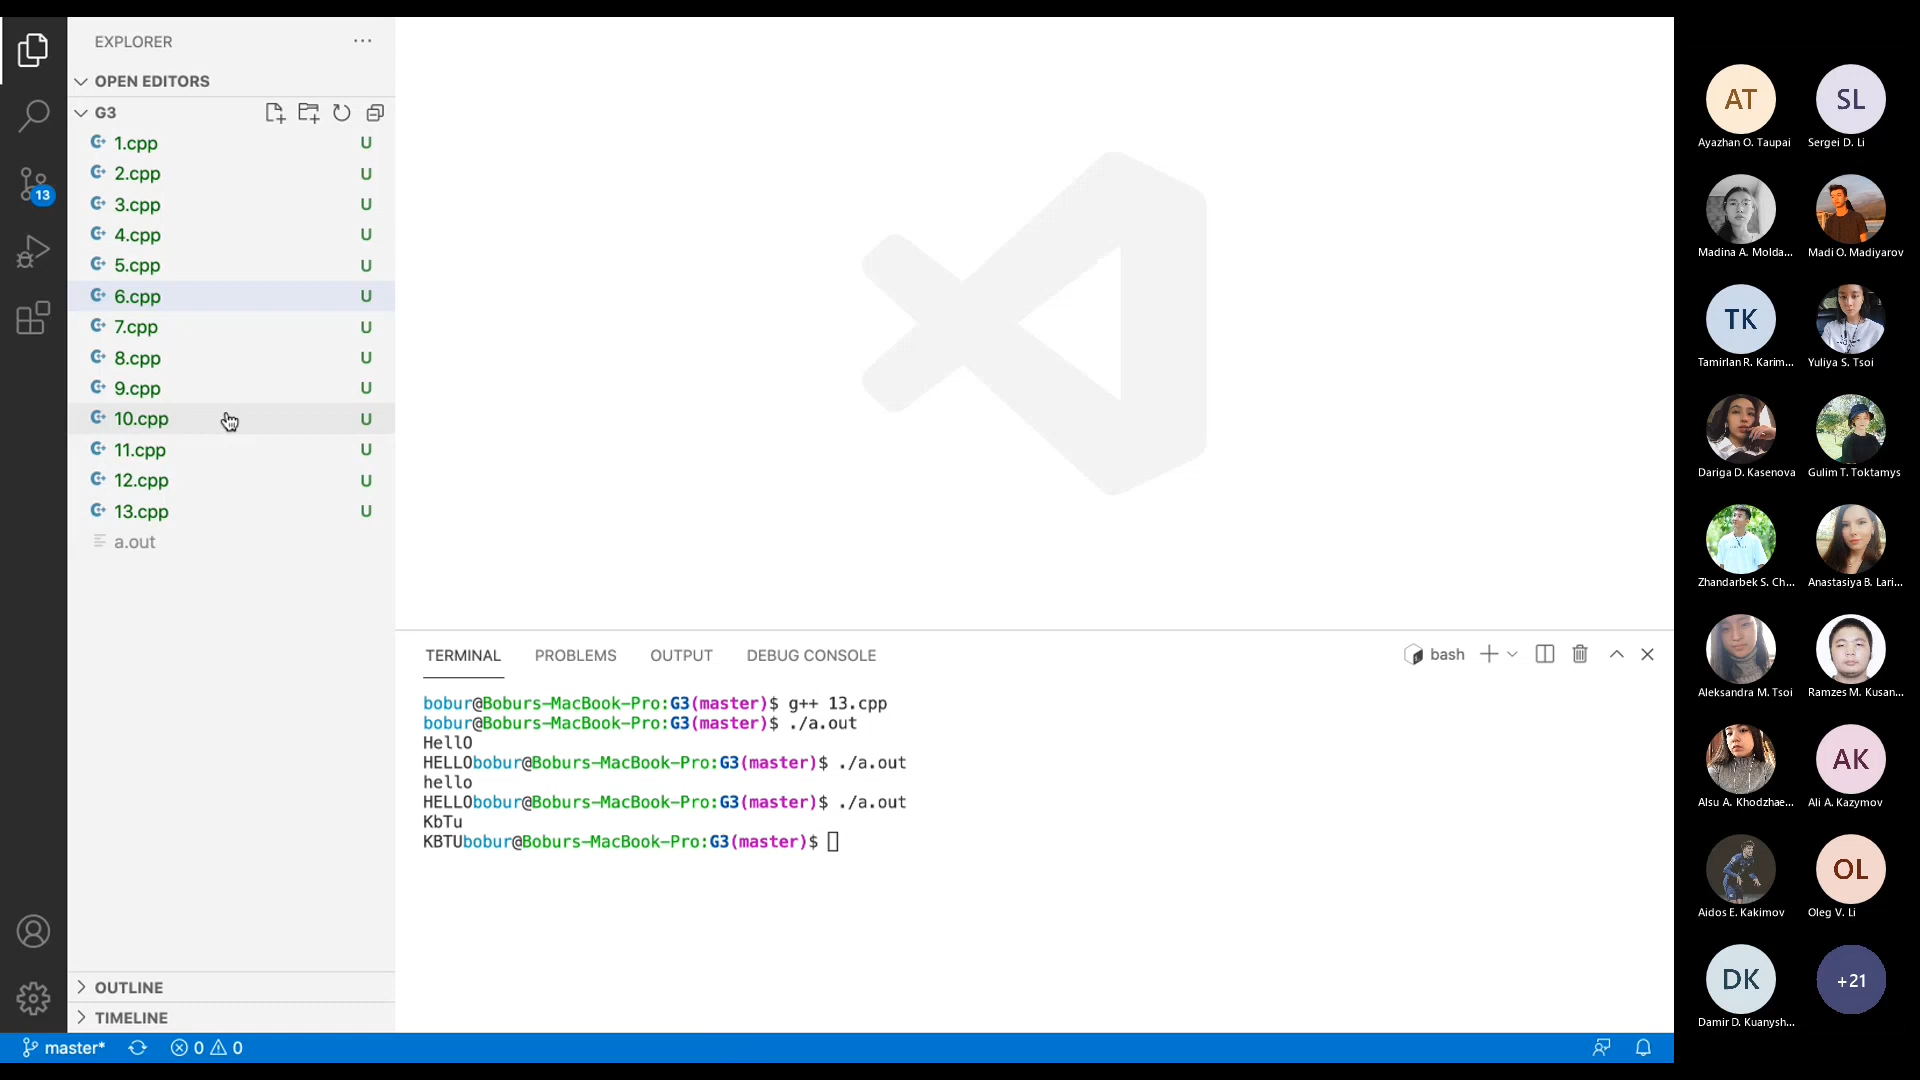 EXPLORER
OPEN EDITORS
G3
1.cpp U
2.cpp U
3.cpp U
13
4.cpp U
5.cpp U
6.cpp U
7.cpp U
8.cpp U
9.cpp U
10.cpp U
11.cpp U
12.cpp U
13.cpp U
a.out
OUTLINE
TIMELINE
TERMINAL PROBLEMS OUTPUT DEBUG CONSOLE bash
bobur@Boburs-MacBook-Pro:G3(master)$ g++ 13.cpp
bobur@Boburs-MacBook-Pro:G3(master)$ ./a.out
HellO
HELLObobur@Boburs-MacBook-Pro:G3(master)$ ./a.out
hello
HELLObobur@Boburs-MacBook-Pro:G3(master)$ ./a.out
KbTu
KBTUbobur@Boburs-MacBook-Pro:G3(master)$
master* 0 0
AT SL
Ayazhan O. Taupai Sergei D. Li
Madina A. Molda... Madi O. Madiyarov
TK
Tamirlan R. Karim... Yuliya S. Tsoi
Dariga D. Kasenova Gulim T. Toktamys
Zhandarbek S. Ch... Anastasiya B. Lari...
Aleksandra M. Tsoi Ramzes M. Kusan...
AK
Alsu A. Khodzhae... Ali A. Kazymov
OL
Aidos E. Kakimov Oleg V. Li
DK +21
Damir D. Kuanysh...